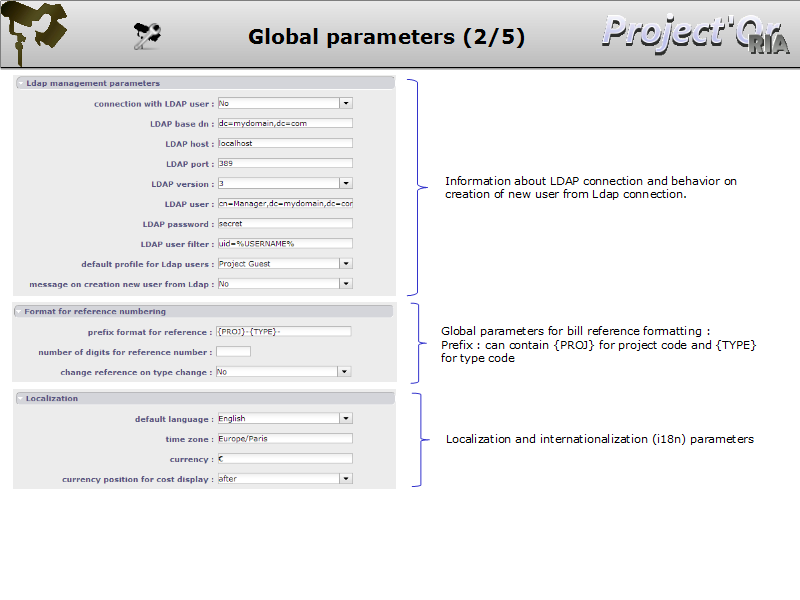 Global parameters (2/5)
Project'Or
RIA
Ldap management parameters
connection with LDAP user : No
LDAP base dn : dc=mydomain,dc=com
LDAP host : localhost
LDAP port : 389
LDAP version : 3
LDAP user : cn=Manager,dc=mydomain,dc=cor
LDAP password : secret
LDAP user filter : uid=%USERNAME%
default profile for Ldap users : Project Guest
message on creation new user from Ldap : No
Information about LDAP connection and behavior on
creation of new user from Ldap connection.
Format for reference numbering
prefix format for reference : {PROJ}-{TYPE}-
number of digits for reference number :
change reference on type change : No
Global parameters for bill reference formatting :
Prefix : can contain {PROJ} for project code and {TYPE}
for type code
Localization
default language : English
time zone : Europe/Paris
currency : €
currency position for cost display : after
Localization and internationalization (i18n) parameters